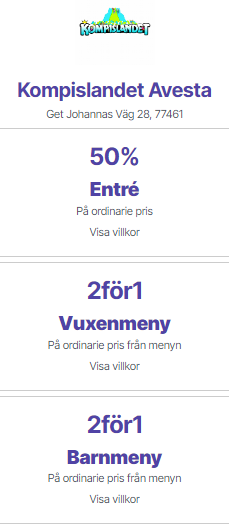 KOMPISLANDET
Kompislandet Avesta
Get Johannas Väg 28, 77461
50%
Entré
På ordinarie pris
Visa villkor
2för1
Vuxenmeny
På ordinarie pris från menyn
Visa villkor
2för1
Barnmeny
På ordinarie pris från menyn
Visa villkor